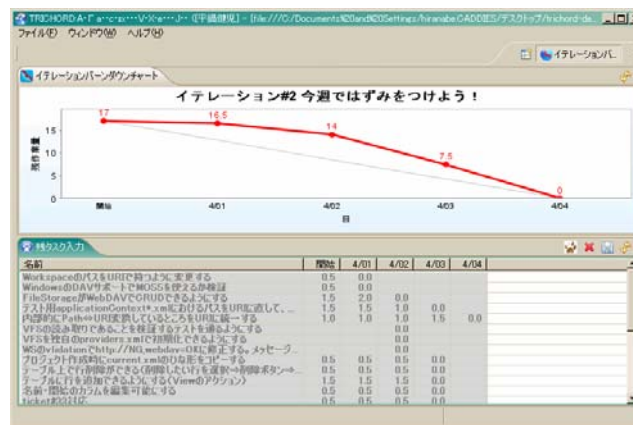 ファイル(F) ウィンドウ(W) ヘルプ(H)
イテレーションバーンダウンチャート
イテレーション#2 今週ではずみをつけよう！
残作業量
15
10
5
0
17
16.5
14
7.5
0
開始 4/01 4/02 4/03 4/04
日
残タスク入力
名前 開始 4/01 4/02 4/03 4/04
WorkspaceのパスをURIで持つように変更する 0.5 0.0
WindowsのDAVサポートでMOSSを使えるか検証 0.5 0.0
FileStorageがWebDAVでCRUDできるようにする 1.5 2.0 0.0
テスト用applicationContext*.xmlにおけるパスをURIに直して、... 1.5 1.5 1.0 0.0
内部的にPath⇔URI変換しているところをURIに統一する 1.0 1.0 1.0 1.5 0.0
VFSの読み取りであることを検証するテストを通るようにする 0.0
VFSを独自のproviders.xmlで初期化できるようにする 0.0
0.0
プロジェクト作成時にcurrent.xmlのひな形をコピーする 0.5 0.5 0.5 0.0
テーブル上で行削除ができる(削除したい行を選択⇒削除ボタン⇒... 0.5 0.5 0.5 0.0
テーブルに行を追加できるようにする(Viewのアクション) 1.5 1.5 1.5 0.0
名前・開始のカラムを編集可能にする 0.5 0.5 0.5 0.0
0.5 0.5 0.5 0.0